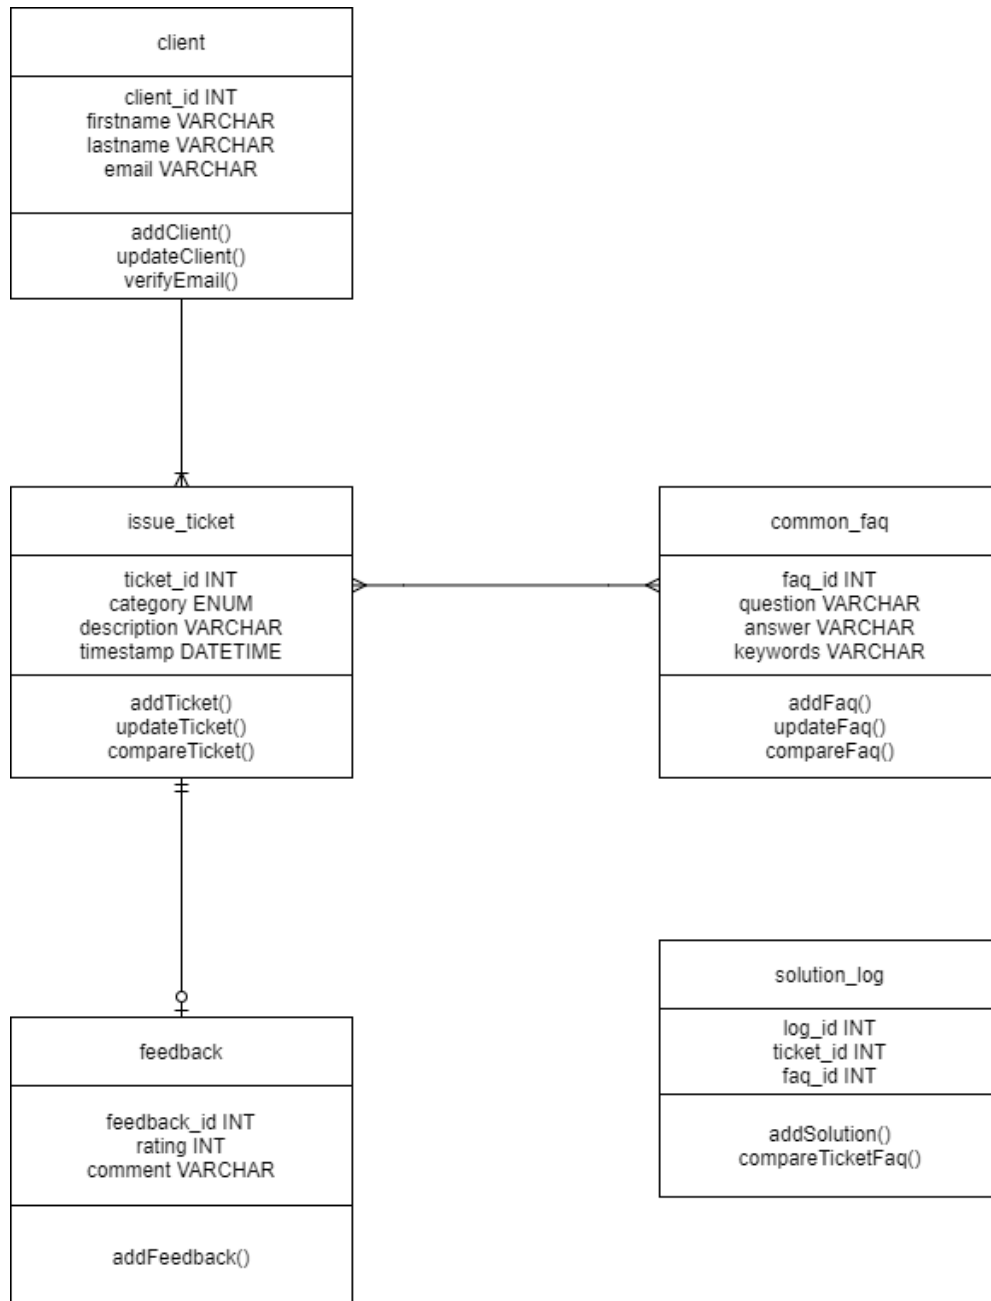 client
client_id INT
firstname VARCHAR
lastname VARCHAR
email VARCHAR
addClient()
updateClient()
verifyEmail()
issue_ticket
ticket_id INT
category ENUM
description VARCHAR
timestamp DATETIME
addTicket()
updateTicket()
compareTicket()
common_faq
faq_id INT
question VARCHAR
answer VARCHAR
keywords VARCHAR
addFaq()
updateFaq()
compareFaq()
feedback
feedback_id INT
rating INT
comment VARCHAR
addFeedback()
solution_log
log_id INT
ticket_id INT
faq_id INT
addSolution()
compareTicketFaq()